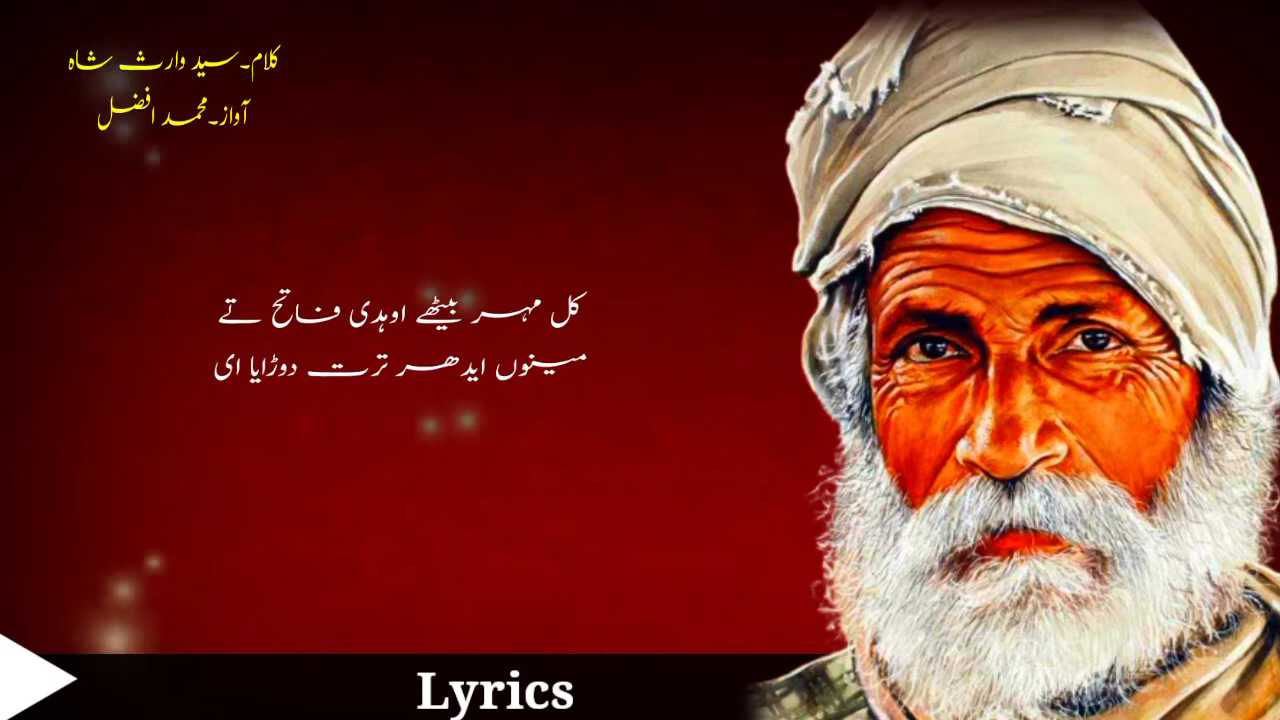 کلام۔سید وارث شاہ
آواز۔محمد افضل
کل مہر بیٹھے اوہدی فاتح تے
مینوں ایدھر ترت دوڑایا ای
Lyrics